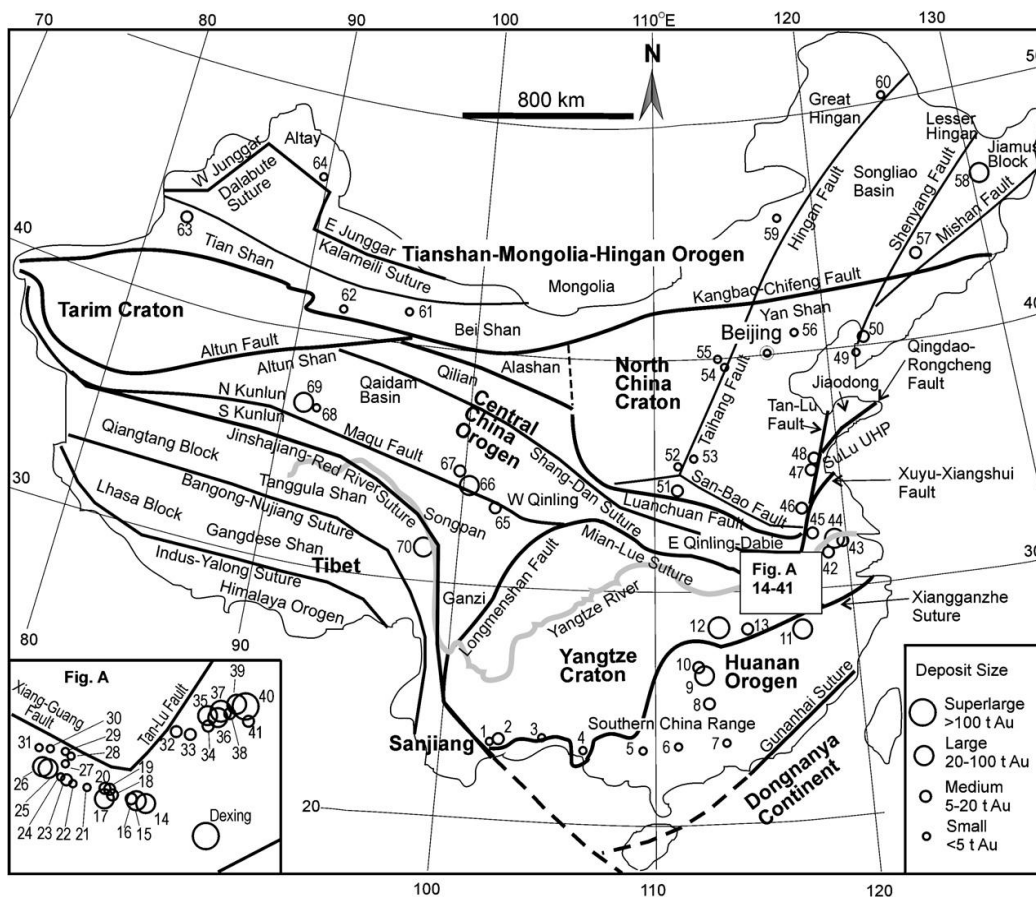 70
80
90
100
110°E
120
130
50
N
800 km
Great
Hingan
60
Lesser
Hingan
Jiamusi
Block
58
Altay
64
W Junggar
Dalabute
Suture
63
E Junggar
Kalameili Suture
Tian Shan
Tianshan-Mongolia-Hingan Orogen
Mongolia
Hingan Fault
59
Songliao
Basin
Shenyang Fault
Mishan Fault
57
40
Tarim Craton
62
61
Bei Shan
Kangbao-Chifeng Fault
Yan Shan
Beijing
56
50
49
40
Altun Fault
Altun Shan
Alashan
Qilian
Qaidam
Basin
North
China
Craton
55
54
Taihang Fault
Qingdao-
Rongcheng
Fault
Jiaodong
Tan-Lu
Fault
SuLu UHP
N Kunlun
S Kunlun
69
68
Central
China
Orogen
Maqu Fault
Jinshajiang-Red River Suture
Qiangtang Block
Tanggula Shan
Bangong-Nujiang Suture
Lhasa Block
Gangdese Shan
Indus-Yalong Suture
Himalaya Orogen
Tibet
30
67
66
65
70
Songpan
Ganzi
W Qinling
Shang-Dan Suture
52
53
51
San-Bao Fault
Luanchuan Fault
E Qinling-Dabie
Mian-Lue Suture
48
47
46
45
44
43
42
Xuyu-Xiangshui
Fault
30
Longmenshan Fault
Yangtze River
Fig. A
14-41
Xiangganzhe
Suture
12
13
11
Yangtze
Craton
10
9
8
Huanan
Orogen
Southern China Range
Gunanhai Suture
Sanjiang
1
2
3
4
5
6
7
Dongnanya
Continent
20
80
90
100
110
120
Fig. A
Xiang-Guang
Fault
Tan-Lu Fault
30
29
28
31
27
26
25
24
23
22
21
20
19
18
17
16
15
14
32
33
34
35
36
37
38
39
40
41
Dexing
Deposit Size
Superlarge
>100 t Au
Large
20-100 t Au
Medium
5-20 t Au
Small
<5 t Au